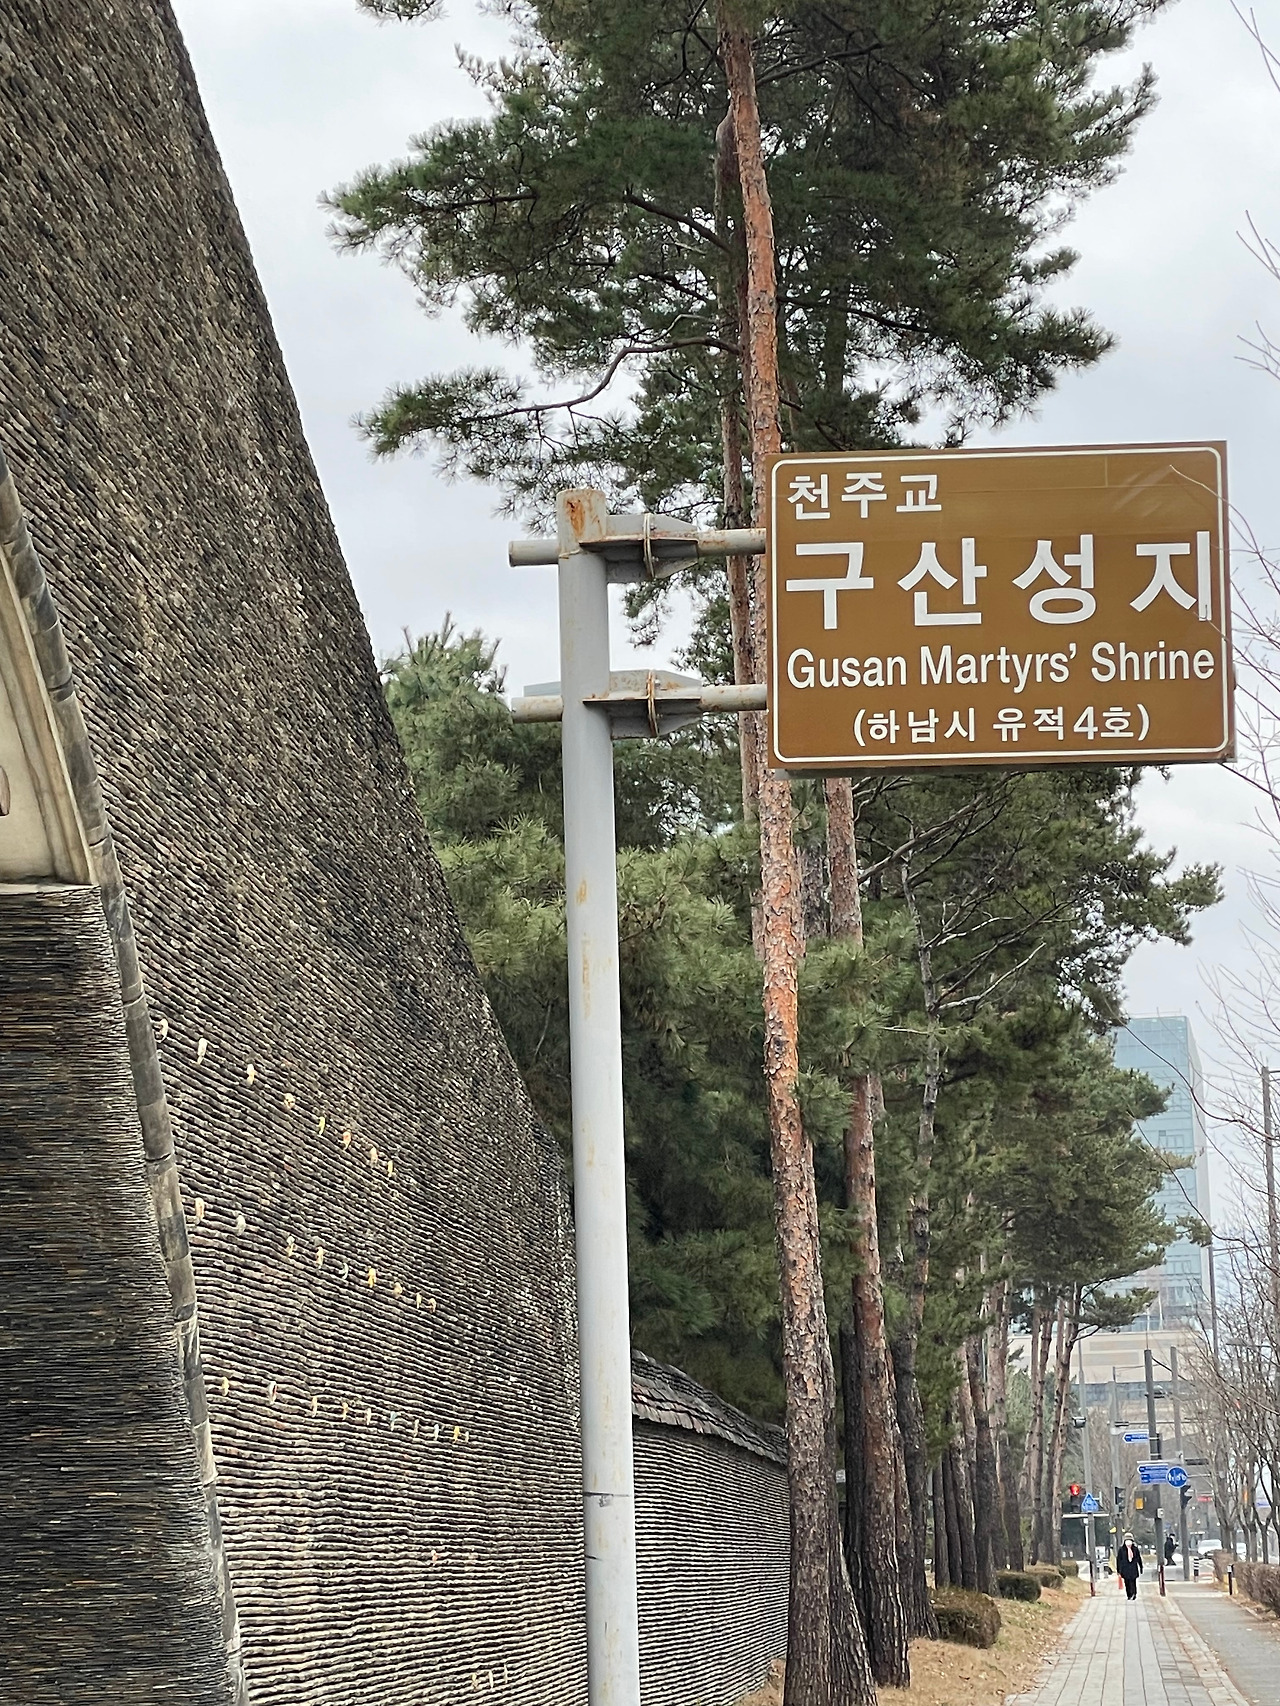 천주교
구산성지
Gusan Martyrs' Shrine
(하남시 유적4호)